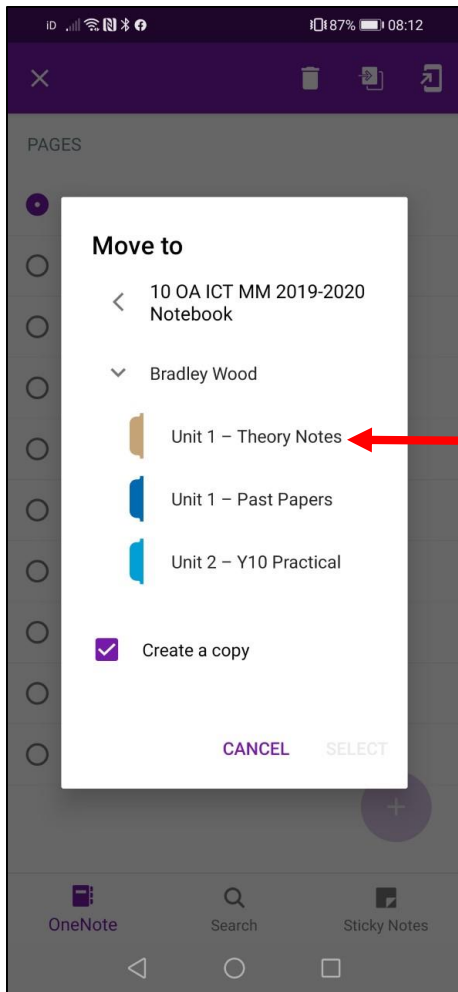 iD 87% 08:12
PAGES
Move to
10 OA ICT MM 2019-2020
Notebook
Bradley Wood
Unit 1 – Theory Notes
Unit 1 – Past Papers
Unit 2 – Y10 Practical
Create a copy
CANCEL SELECT
OneNote Search Sticky Notes